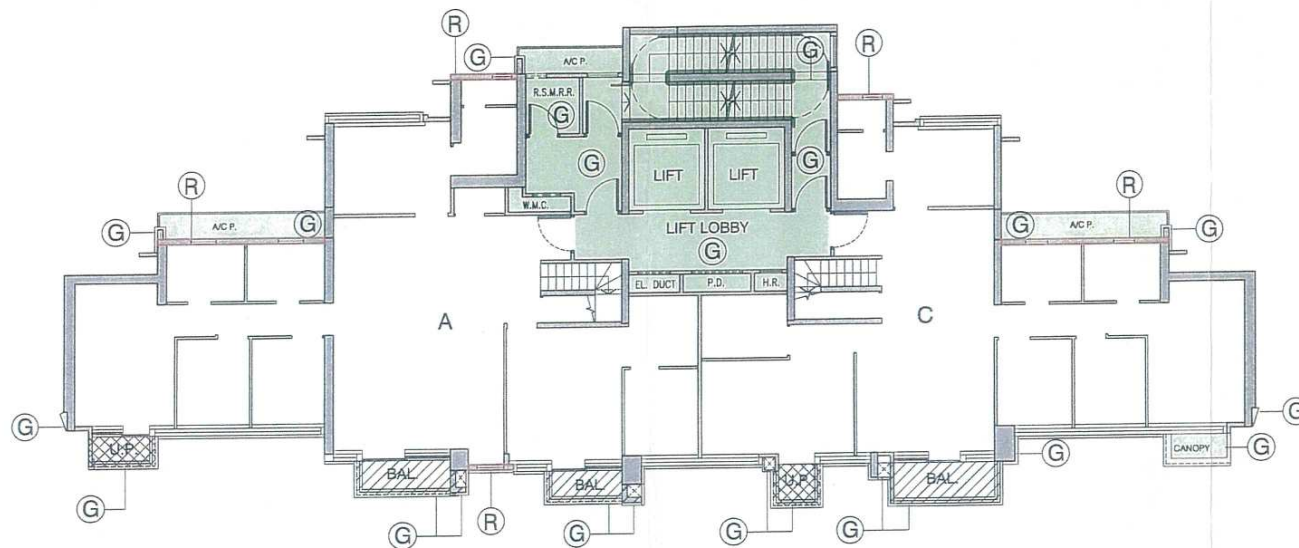 R
G
A/C P.
G
R
R.S.M.R.R.
G
G
G
LIFT
LIFT
R
W.M.C.
G
A/C P.
G
LIFT LOBBY
G
G
A/C P.
R
G
EL. DUCT
P.D.
H.R.
A
C
G
U.P.
BAL.
BAL.
U.P.
BAL.
G
CANOPY
G
G
G
G
R
G
G
G